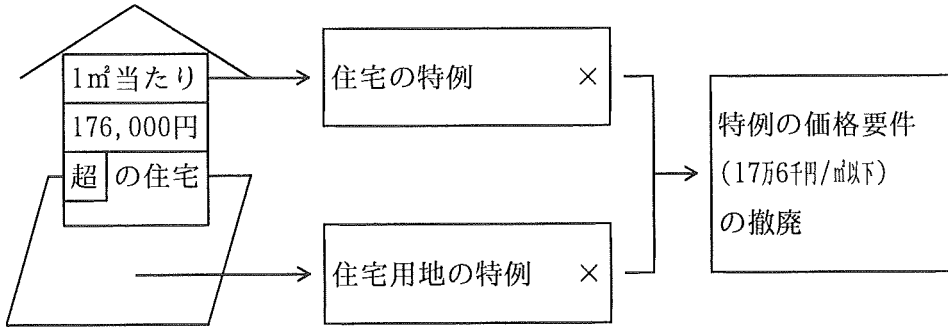 1㎡当たり
176,000円
超の住宅
住宅の特例 ×
住宅用地の特例 ×
特例の価格要件
(17万6千円/㎡以下)
の撤廃